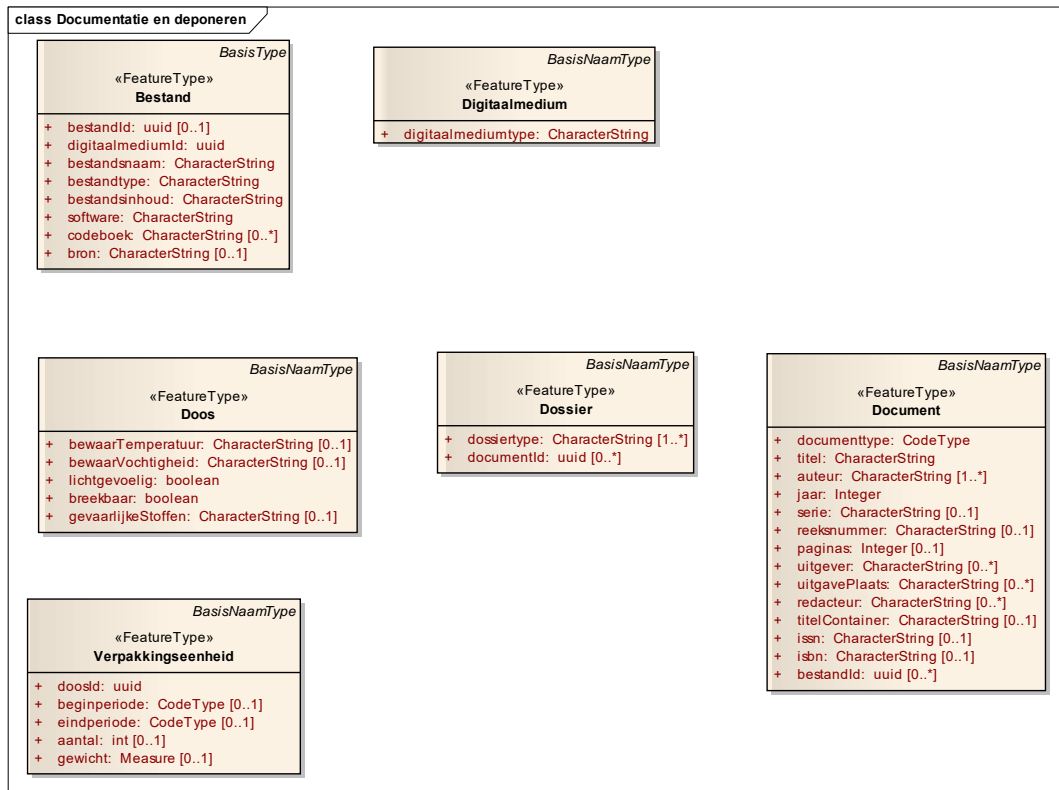 class Documentatie en deponeren
BasisType
«FeatureType»
Bestand
+ bestandId: uuid [0..1]
+ digitaalmediumId: uuid
+ bestandsnaam: CharacterString
+ bestandtype: CharacterString
+ bestandsinhoud: CharacterString
+ software: CharacterString
+ codeboek: CharacterString [0..*]
+ bron: CharacterString [0..1]
BasisNaamType
«FeatureType»
Digitaalmedium
+ digitaalmediumtype: CharacterString
BasisNaamType
«FeatureType»
Doos
+ bewaarTemperatuur: CharacterString [0..1]
+ bewaarVochtigheid: CharacterString [0..1]
+ lichtgevoelig: boolean
+ breekbaar: boolean
+ gevaarlijkeStoffen: CharacterString [0..1]
BasisNaamType
«FeatureType»
Dossier
+ dossiertype: CharacterString [1..*]
+ documentId: uuid [0..*]
BasisNaamType
«FeatureType»
Document
+ documenttype: CodeType
+ titel: CharacterString
+ auteur: CharacterString [1..*]
+ jaar: Integer
+ serie: CharacterString [0..1]
+ reeksnummer: CharacterString [0..1]
+ paginas: Integer [0..1]
+ uitgever: CharacterString [0..*]
+ uitgavePlaats: CharacterString [0..*]
+ redacteur: CharacterString [0..*]
+ titelContainer: CharacterString [0..1]
+ issn: CharacterString [0..1]
+ isbn: CharacterString [0..1]
+ bestandId: uuid [0..*]
BasisNaamType
«FeatureType»
Verpakkingseenheid
+ doosId: uuid
+ beginperiode: CodeType [0..1]
+ eindperiode: CodeType [0..1]
+ aantal: int [0..1]
+ gewicht: Measure [0..1]